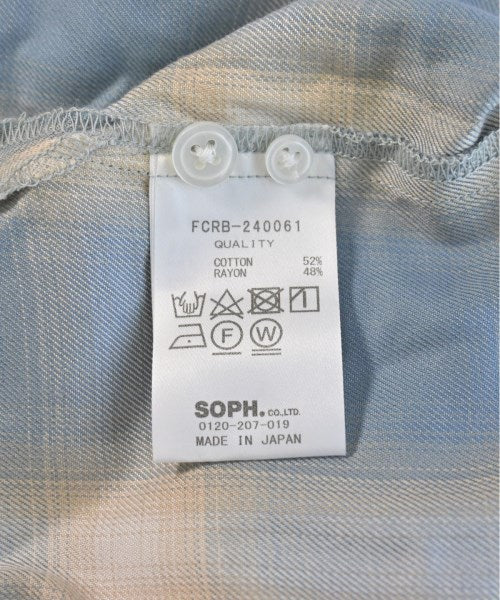 FCRB-240061
QUALITY
COTTON 52%
RAYON 48%
F W
SOPH. CO.,LTD.
0120-207-019
MADE IN JAPAN